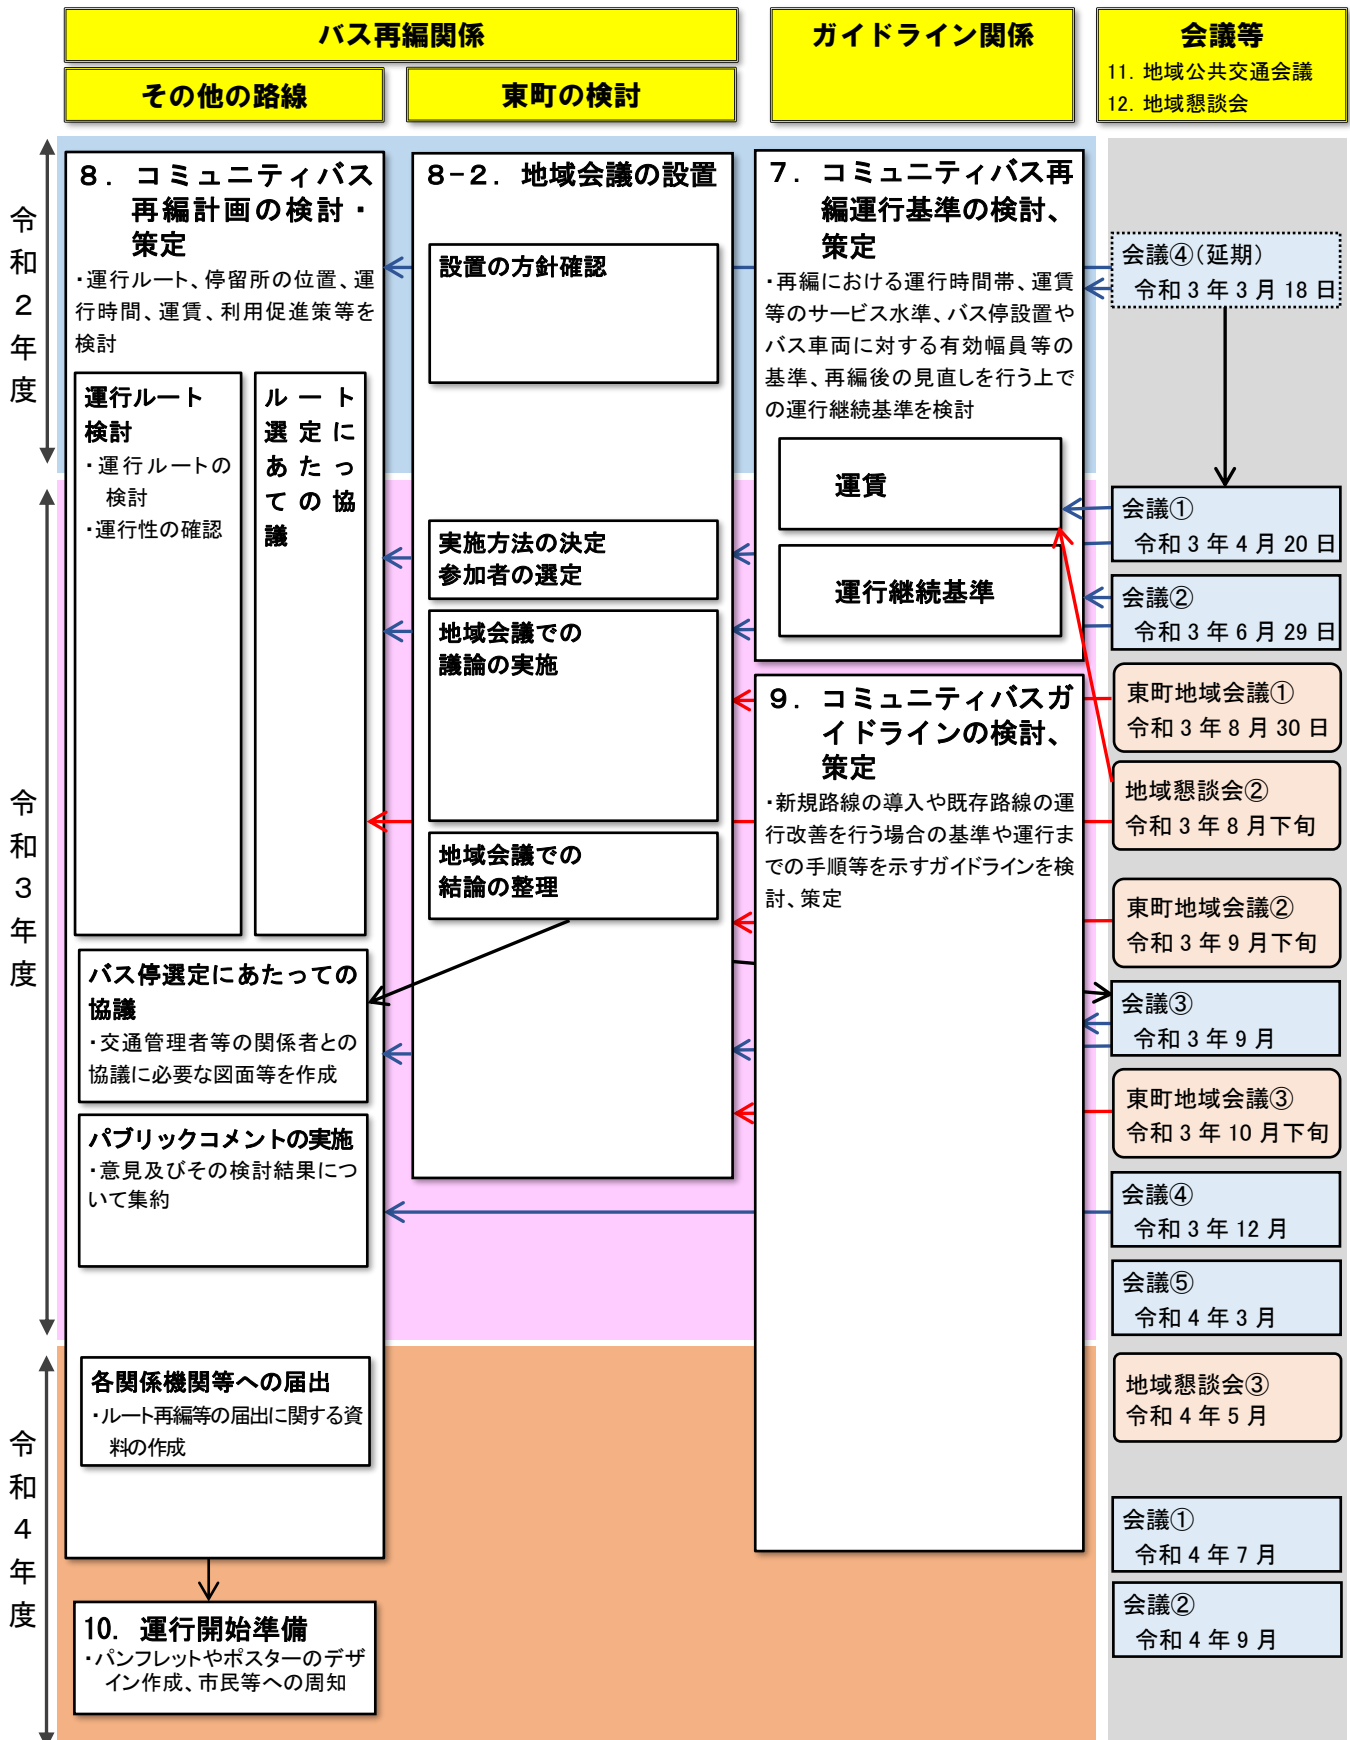 バス再編関係
ガイドライン関係
会議等
11. 地域公共交通会議
12. 地域懇談会
その他の路線
東町の検討
令和2年度
8. コミュニティバス
再編計画の検討・
策定
・運行ルート、停留所の位置、運
行時間、運賃、利用促進策等を
検討
運行ルート
検討
・運行ルートの
検討
・運行性の確認
ルート
選定に
あたっ
ての協
議
8-2. 地域会議の設置
設置の方針確認
7. コミュニティバス再
編運行基準の検討、
策定
・再編における運行時間帯、運賃
等のサービス水準、バス停設置や
バス車両に対する有効幅員等の
基準、再編後の見直しを行う上で
の運行継続基準を検討
運賃
運行継続基準
会議④(延期)
令和3年3月18日
令和3年度
実施方法の決定
参加者の選定
地域会議での
議論の実施
地域会議での
結論の整理
9. コミュニティバスガ
イドラインの検討、
策定
・新規路線の導入や既存路線の運
行改善を行う場合の基準や運行ま
での手順等を示すガイドラインを検
討、策定
会議①
令和3年4月20日
会議②
令和3年6月29日
東町地域会議①
令和3年8月30日
地域懇談会②
令和3年8月下旬
東町地域会議②
令和3年9月下旬
会議③
令和3年9月
東町地域会議③
令和3年10月下旬
会議④
令和3年12月
会議⑤
令和4年3月
バス停選定にあたっての
協議
・交通管理者等の関係者との
協議に必要な図面等を作成
パブリックコメントの実施
・意見及びその検討結果につ
いて集約
令和4年度
各関係機関等への届出
・ルート再編等の届出に関する資
料の作成
10. 運行開始準備
・パンフレットやポスターのデザ
イン作成、市民等への周知
地域懇談会③
令和4年5月
会議①
令和4年7月
会議②
令和4年9月